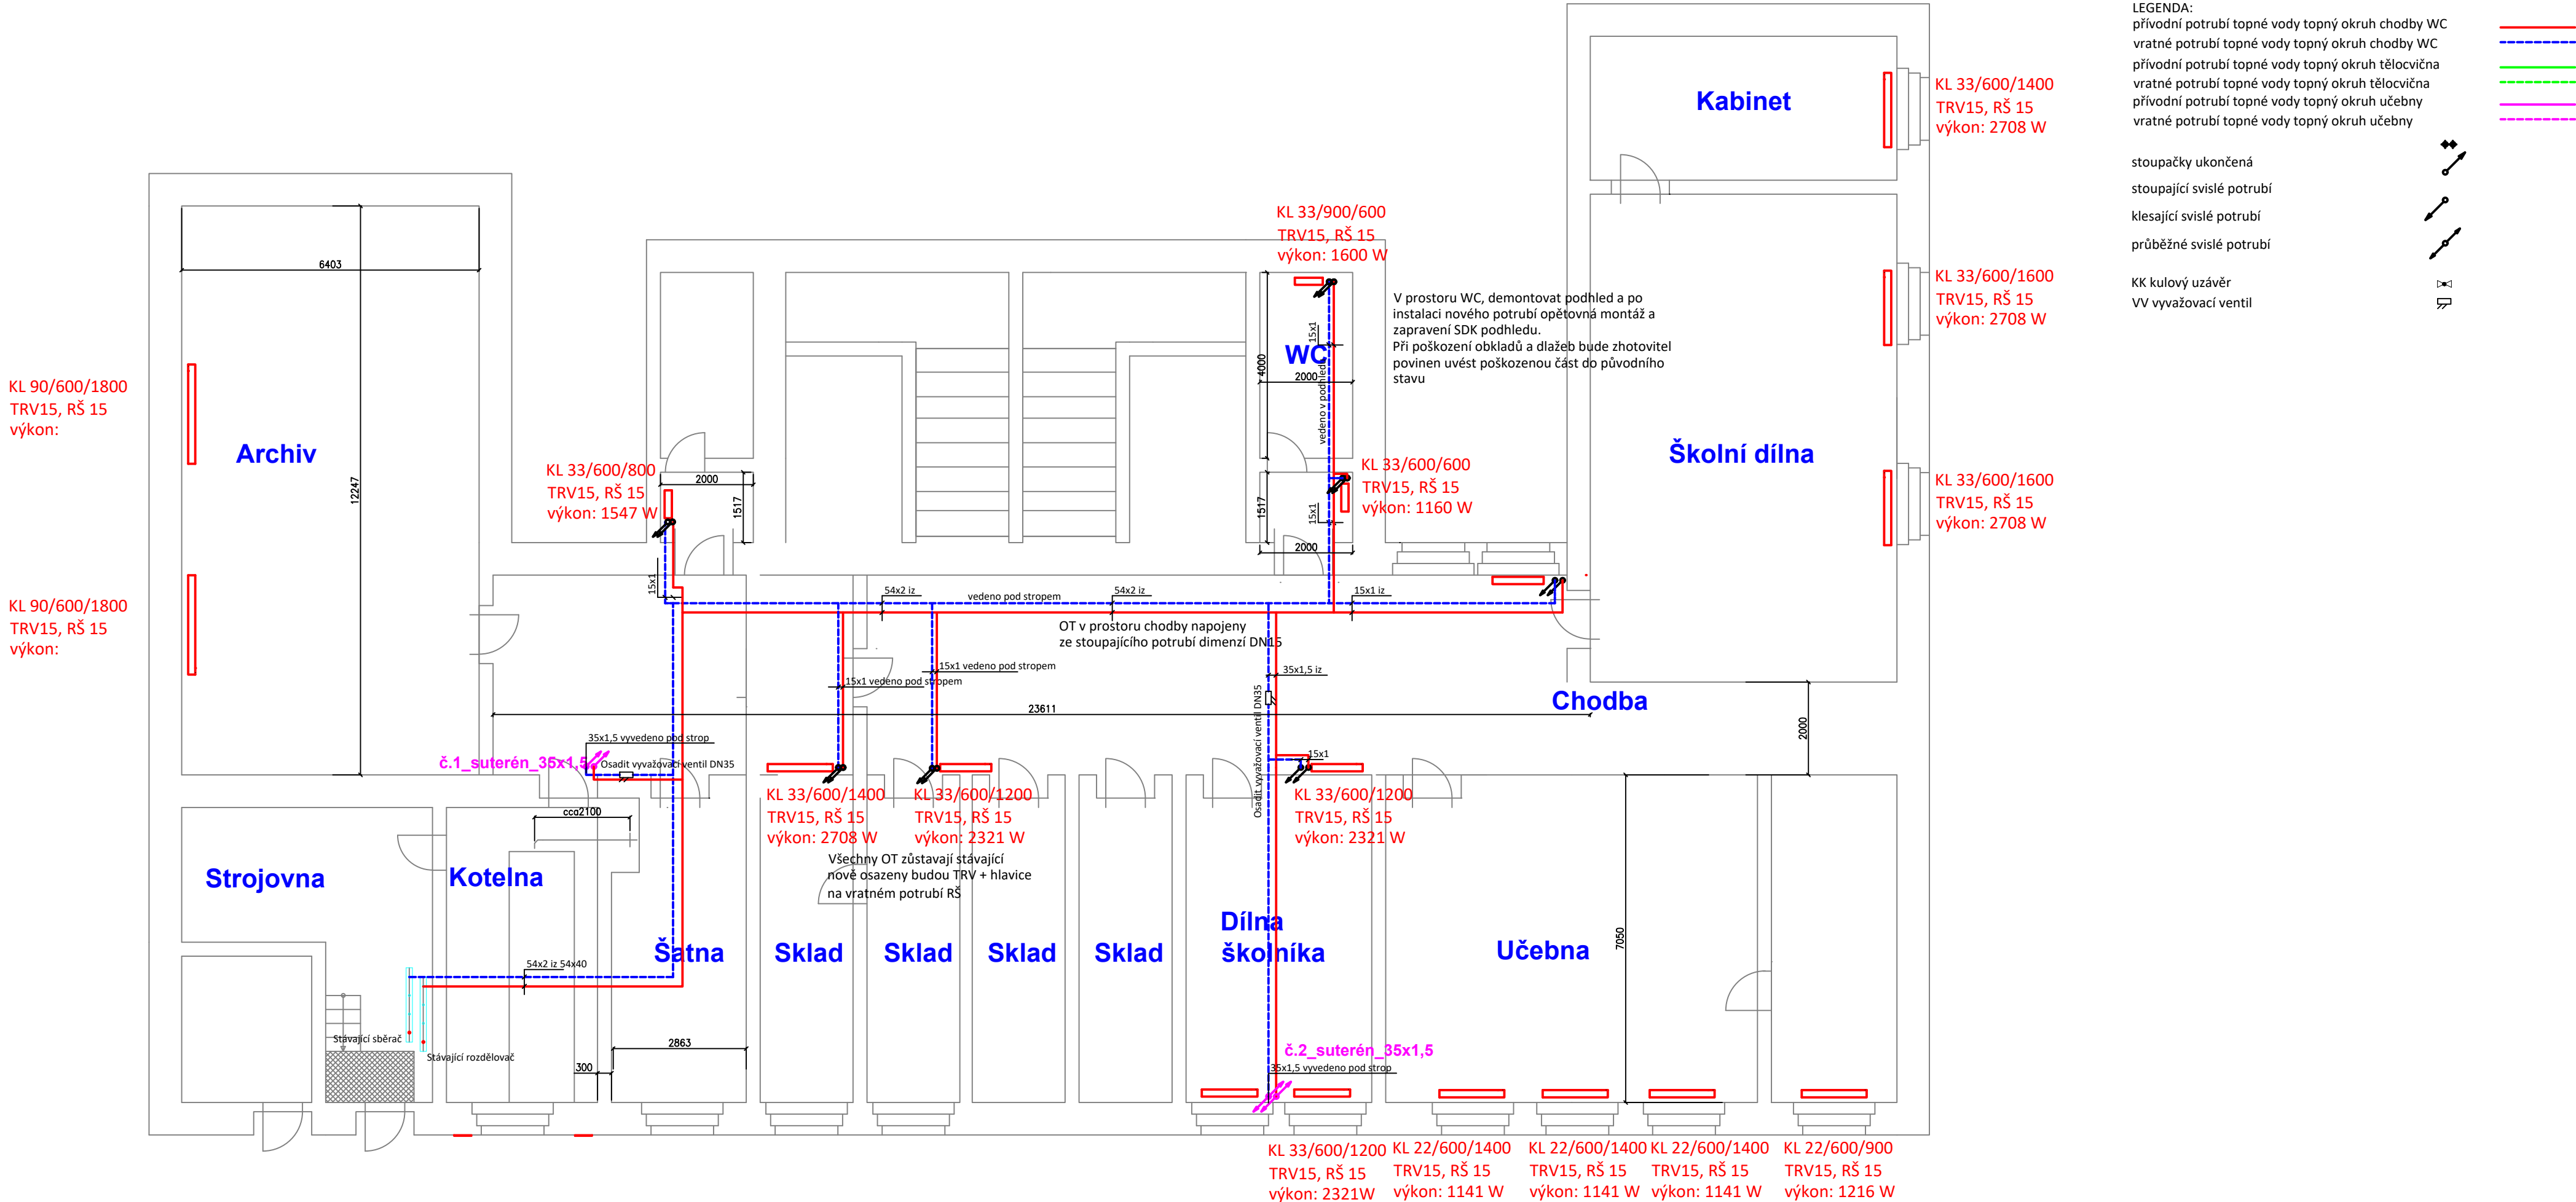 LEGENDA:
přívodní potrubí topné vody topný okruh chodby WC
vratné potrubí topné vody topný okruh chodby WC
přívodní potrubí topné vody topný okruh tělocvična
vratné potrubí topné vody topný okruh tělocvična
přívodní potrubí topné vody topný okruh učebny
vratné potrubí topné vody topný okruh učebny
stoupačky ukončená
stoupající svislé potrubí
klesající svislé potrubí
průběžné svislé potrubí
KK kulový uzávěr
VV vyvažovací ventil
Kabinet
KL 33/600/1400
TRV15, RŠ 15
výkon: 2708 W
KL 33/900/600
TRV15, RŠ 15
výkon: 1600 W
6403
KL 33/600/1600
TRV15, RŠ 15
výkon: 2708 W
V prostoru WC, demontovat podhled a po
instalaci nového potrubí opětovná montáž a
zapravení SDK podhledu.
Při poškození obkladů a dlažeb bude zhotovitel
povinen uvést poškozenou část do původního
stavu
15x1
WC
4000
2000
vedeno v podhledu
KL 90/600/1800
TRV15, RŠ 15
výkon:
Archiv
12247
Školní dílna
KL 33/600/800
TRV15, RŠ 15
výkon: 1547 W
2000
1517
KL 33/600/600
TRV15, RŠ 15
výkon: 1160 W
1517
15x1
2000
KL 33/600/1600
TRV15, RŠ 15
výkon: 2708 W
15x1
54x2 iz
vedeno pod stropem
54x2 iz
15x1 iz
KL 90/600/1800
TRV15, RŠ 15
výkon:
OT v prostoru chodby napojeny
ze stoupajícího potrubí dimenzí DN15
15x1 vedeno pod stropem
15x1 vedeno pod stropem
35x1,5 iz
Osadit vyvažovací ventil DN35
23611
Chodba
2000
35x1,5 vyvedeno pod strop
č.1_suterén_35x1,5
Osadit vyvažovací ventil DN35
15x1
KL 33/600/1400
TRV15, RŠ 15
výkon: 2708 W
KL 33/600/1200
TRV15, RŠ 15
výkon: 2321 W
KL 33/600/1200
TRV15, RŠ 15
výkon: 2321 W
cca2100
Všechny OT zůstavají stávající
nově osazeny budou TRV + hlavice
na vratném potrubí RŠ
Strojovna
Kotelna
Šatna
Sklad
Sklad
Sklad
Sklad
Dílna
školníka
Učebna
7050
54x2 iz 54x40
Stávající sběrač
Stávající rozdělovač
2863
300
č.2_suterén_35x1,5
35x1,5 vyvedeno pod strop
KL 33/600/1200
TRV15, RŠ 15
výkon: 2321W
KL 22/600/1400
TRV15, RŠ 15
výkon: 1141 W
KL 22/600/1400
TRV15, RŠ 15
výkon: 1141 W
KL 22/600/1400
TRV15, RŠ 15
výkon: 1141 W
KL 22/600/900
TRV15, RŠ 15
výkon: 1216 W